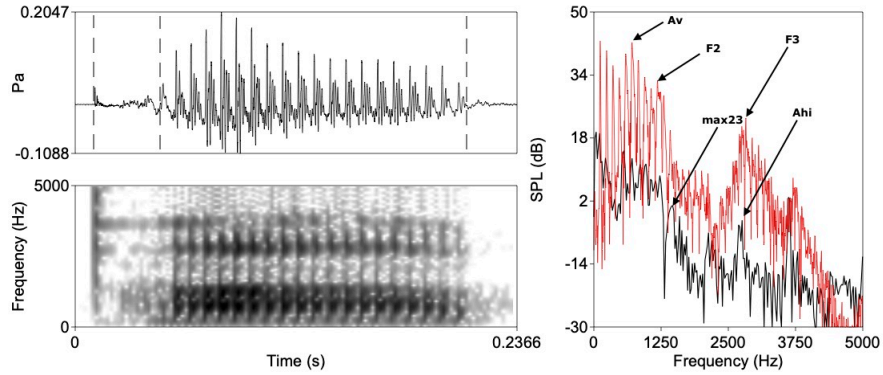 0.2047
Pa
-0.1088
5000
Frequency (Hz)
0
0
0.2366
Time (s)
50
34
18
2
-14
-30
SPL (dB)
Av
F2
F3
max23
Ahi
0
1250
2500
3750
5000
Frequency (Hz)